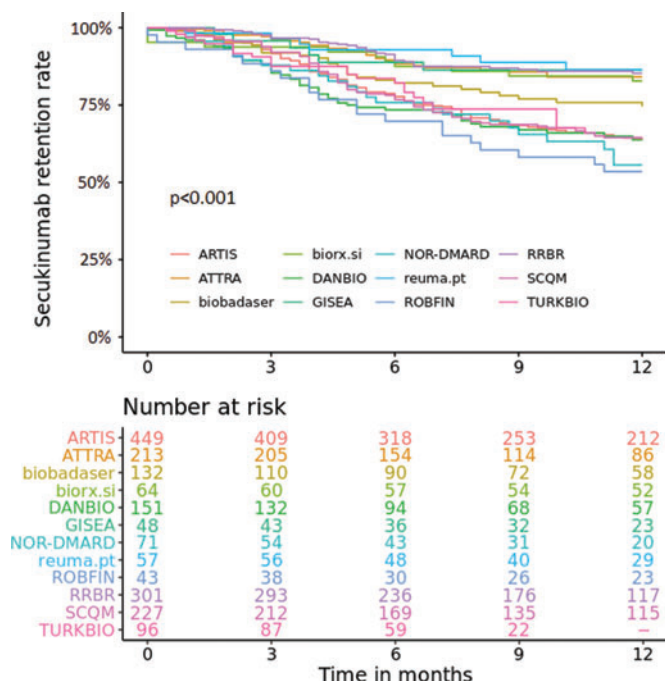 100%
75%
50%
25%
0%
Secukinumab retention rate
p<0.001
ARTIS biorx.si NOR-DMARD RRBR
ATTRA DANBIO reuma.pt SCQM
biobadaser GISEA ROBFIN TURKBIO
0 3 6 9 12
Number at risk
ARTIS 449 409 318 253 212
ATTRA 213 205 154 114 86
biobadaser 132 110 90 72 58
biorx.si 64 60 57 54 52
DANBIO 151 132 94 68 57
GISEA 48 43 36 32 23
NOR-DMARD 71 54 43 31 20
reuma.pt 57 56 48 40 29
ROBFIN 43 38 30 26 23
RRBR 301 293 236 176 117
SCQM 227 212 169 135 115
TURKBIO 96 87 59 22 –
0 3 6 9 12
Time in months